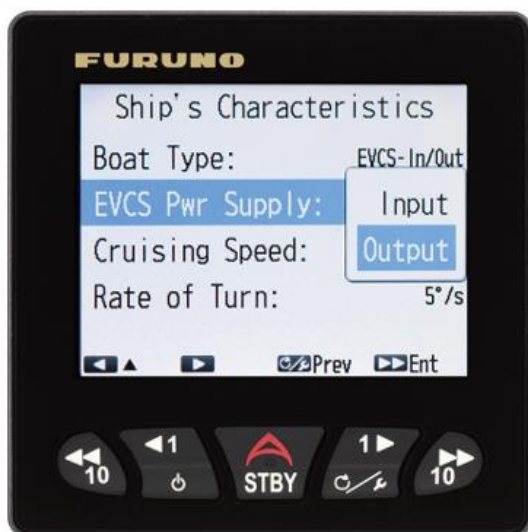 FURUNO
Ship's Characteristics
Boat Type: EVCS-In/Out
EVCS Pwr Supply: Input
Cruising Speed: Output
Rate of Turn: 5°/s
◀ ▲ ▶ Prev ▶▶Ent
◀◀ 10 ◀1 STBY 1▶ ▶▶ 10